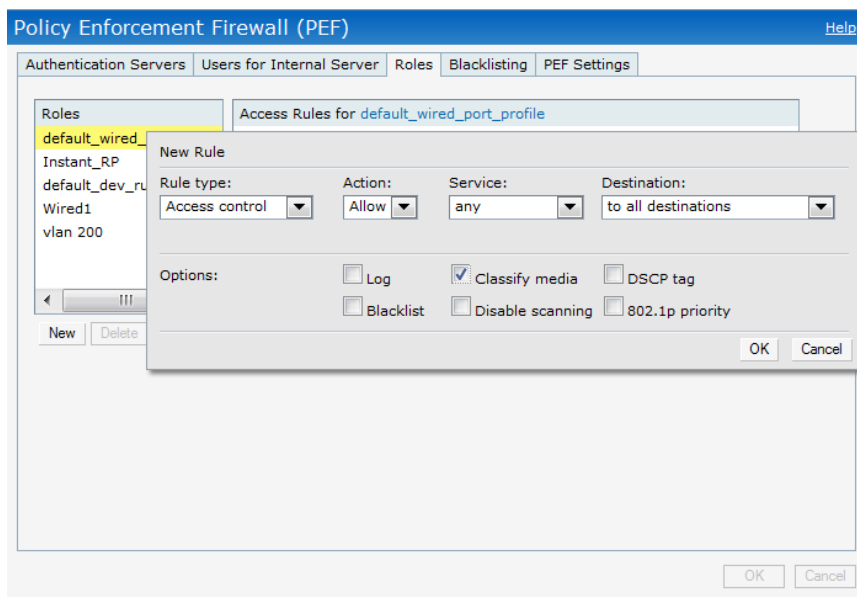 Policy Enforcement Firewall (PEF) Help
Authentication Servers Users for Internal Server Roles Blacklisting PEF Settings
Roles Access Rules for default_wired_port_profile
default_wired_
Instant_RP
default_dev_ru
Wired1
vlan 200
New Delete
New Rule
Rule type: Action: Service: Destination:
Access control Allow any to all destinations
Options: Log Classify media DSCP tag
Blacklist Disable scanning 802.1p priority
OK Cancel
OK Cancel